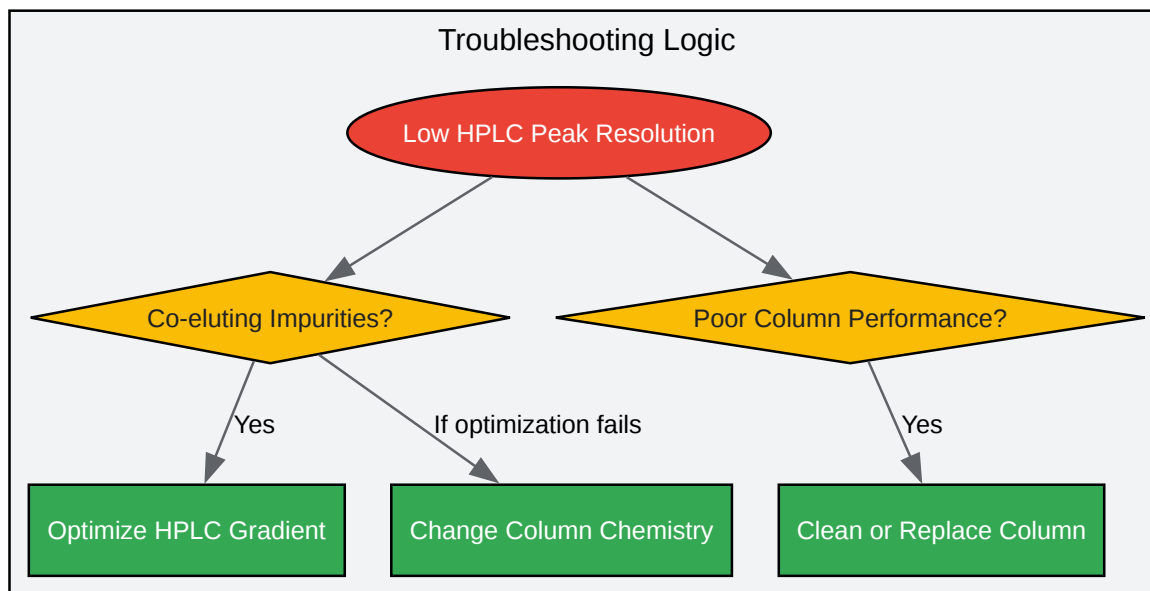 Troubleshooting Logic
Low HPLC Peak Resolution
Co-eluting Impurities?
Poor Column Performance?
Yes
If optimization fails
Yes
Optimize HPLC Gradient
Change Column Chemistry
Clean or Replace Column